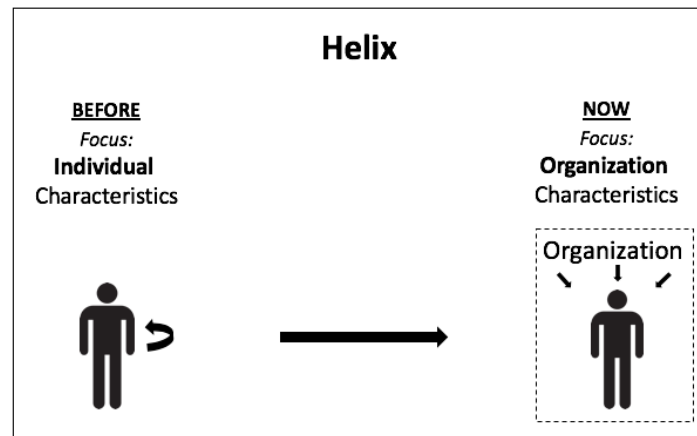 Helix
BEFORE
Focus:
Individual
Characteristics
NOW
Focus:
Organization
Characteristics
Organization